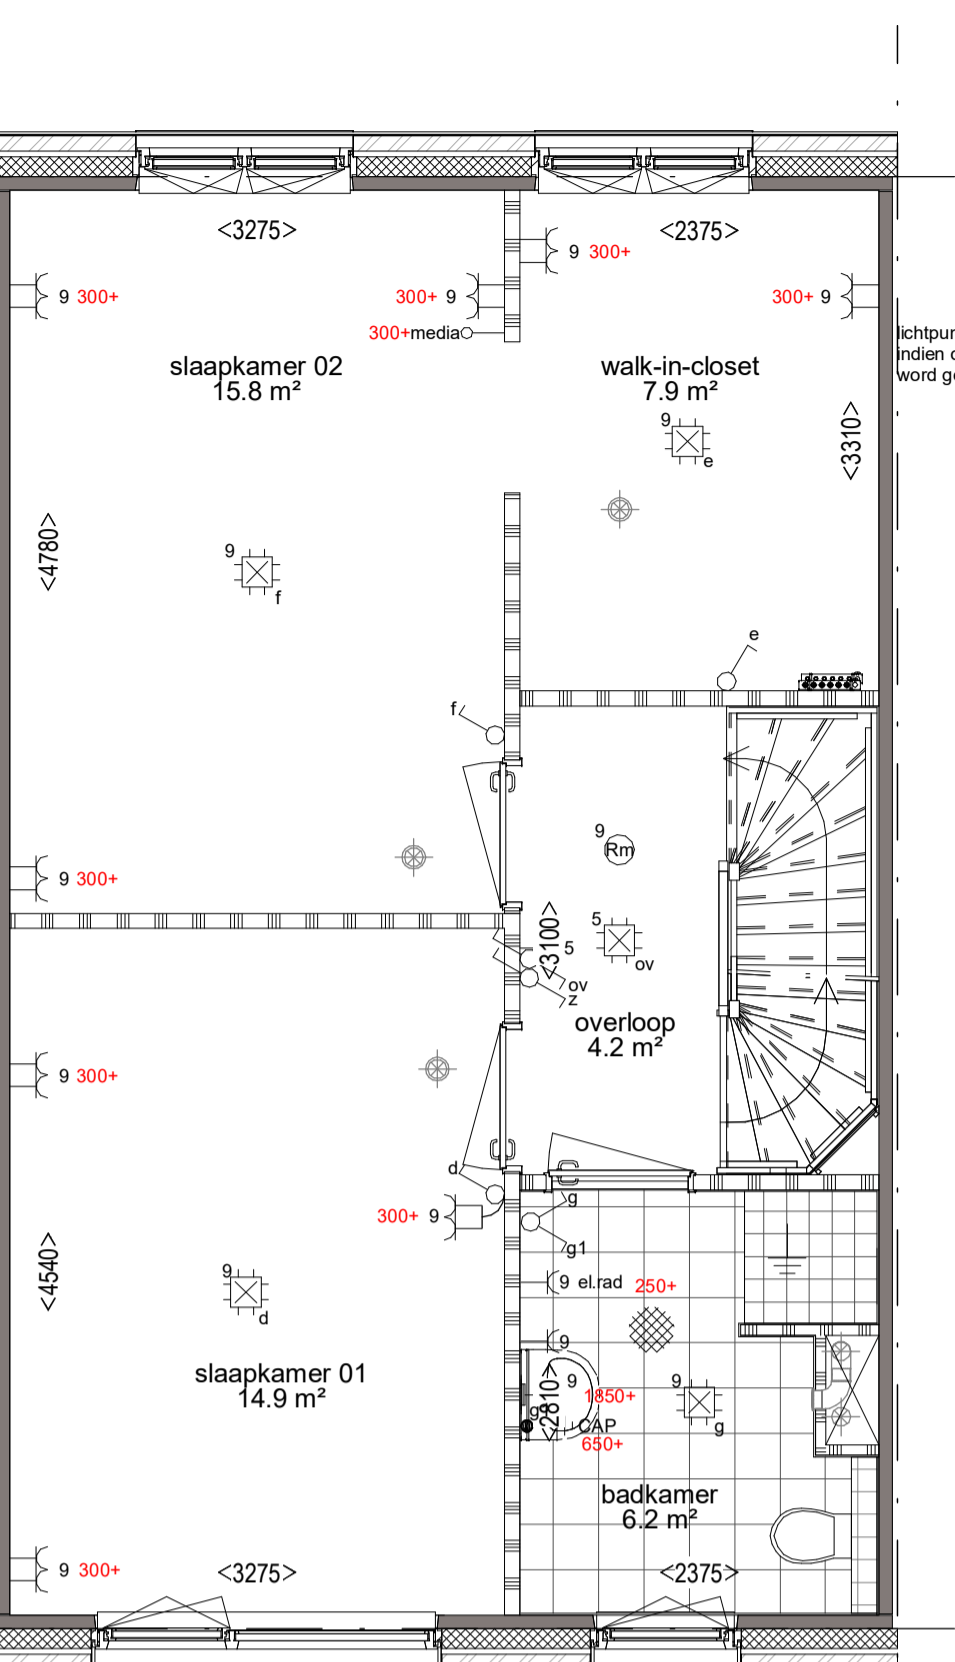 <3275>
<2375>
9 300+
9 300+
300+ 9
300+ 9
300+media
lichtpun
indien d
word ge
slaapkamer 02
15.8 m²
walk-in-closet
7.9 m²
9
e
<3310>
<4780>
9
f
e
f
9
Rm
9 300+
5
ov
<3100>
5
ov
z
overloop
4.2 m²
9 300+
d
300+ 9
g
g1
<4540>
9
d
9 el.rad 250+
9
slaapkamer 01
14.9 m²
9
1850+
<2810>
g
CAP
650+
9
g
badkamer
6.2 m²
9 300+
<3275>
<2375>